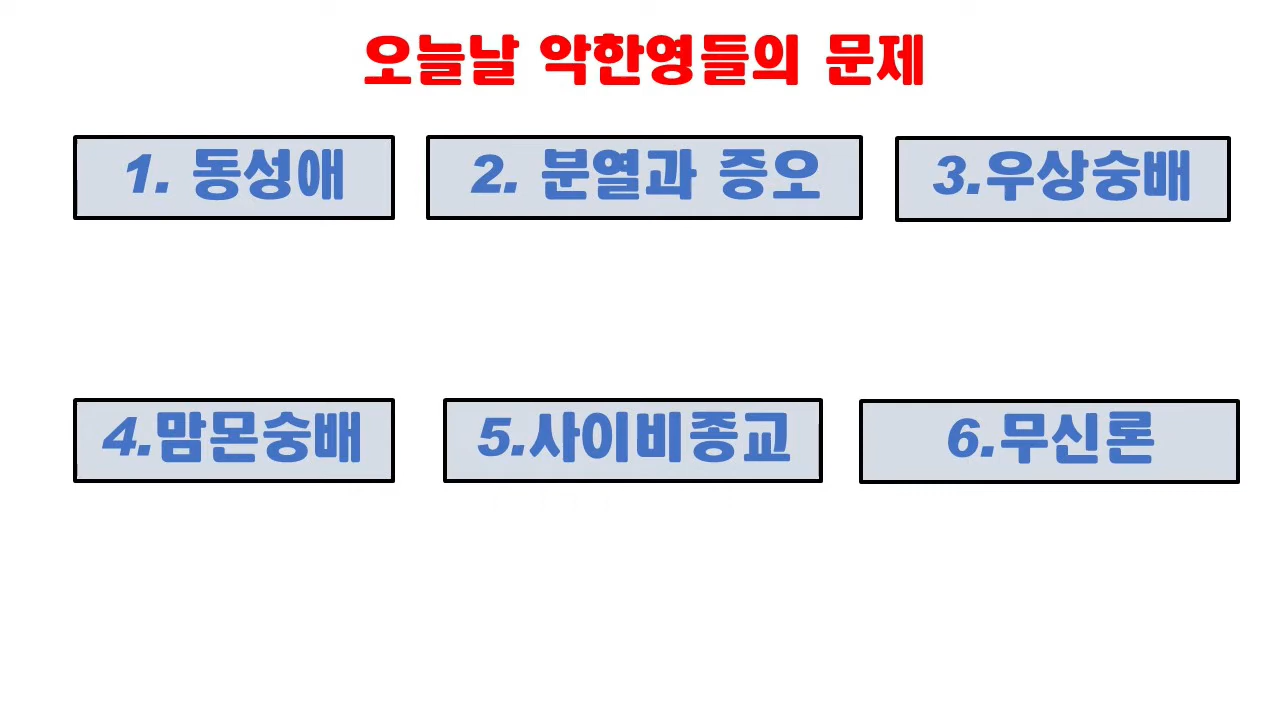 오늘날 악한영들의 문제
1. 동성애
2. 분열과 증오
3.우상숭배
4.맘몬숭배
5.사이비종교
6.무신론